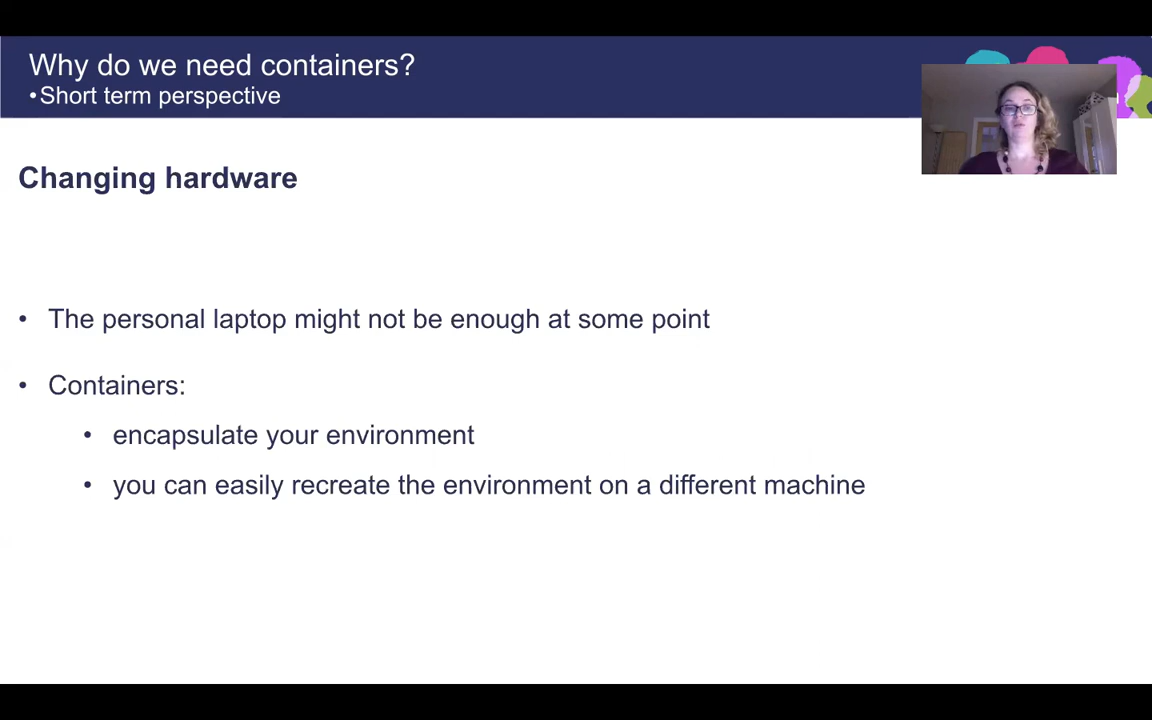 Why do we need containers?
•Short term perspective
Changing hardware
• The personal laptop might not be enough at some point
• Containers:
• encapsulate your environment
• you can easily recreate the environment on a different machine